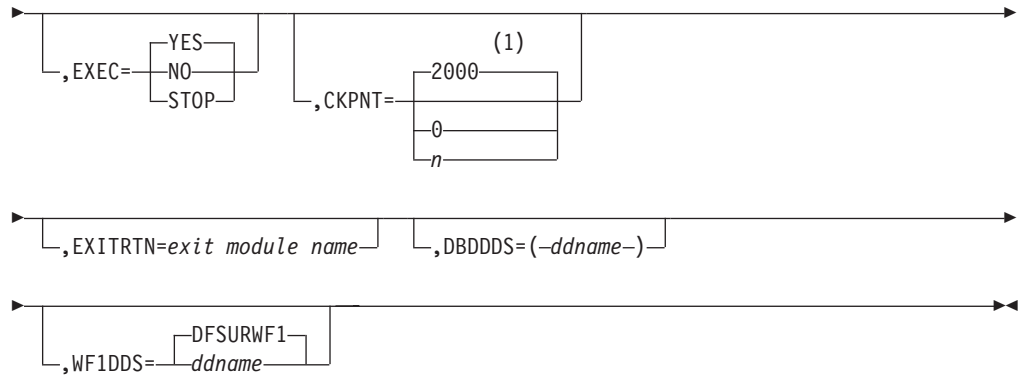 YES
,EXEC=
NO
STOP
(1)
2000
,CKPNT=
0
n
,EXITRTN=exit module name
,DBDDDS=(ddname)
DFSURWF1
,WF1DDS=
ddname